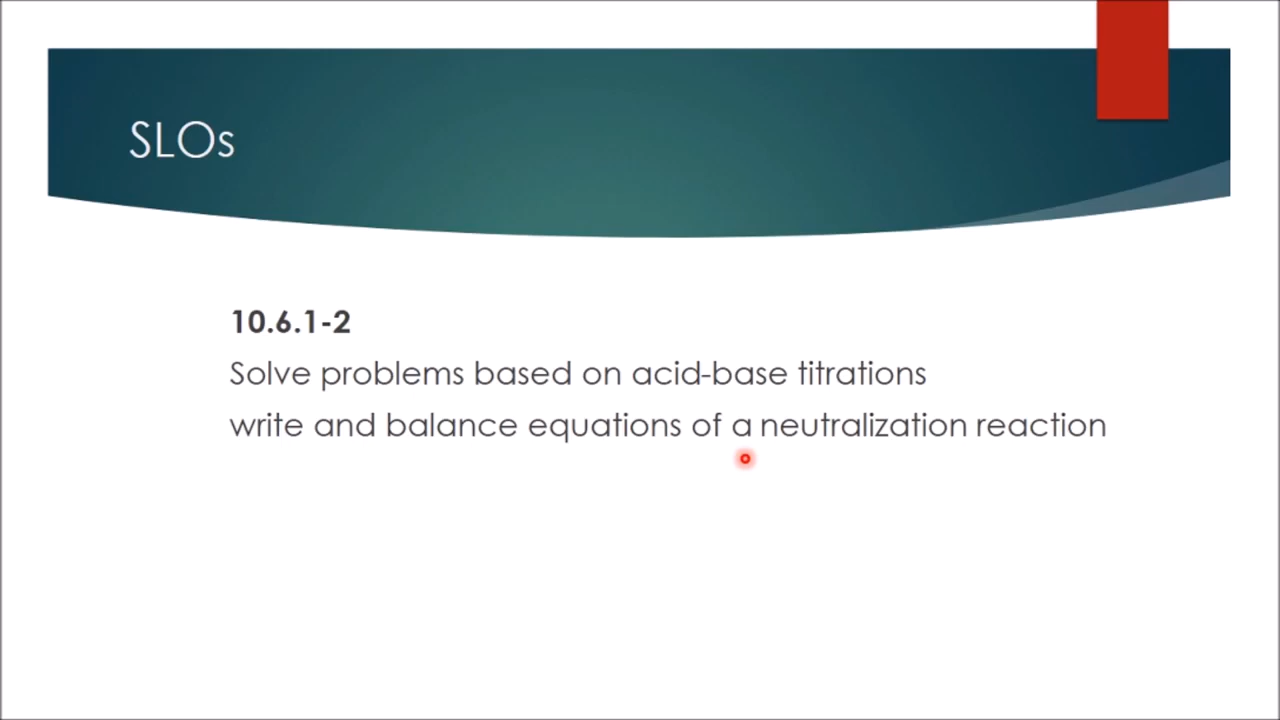 SLOs
10.6.1-2
Solve problems based on acid-base titrations
write and balance equations of a neutralization reaction